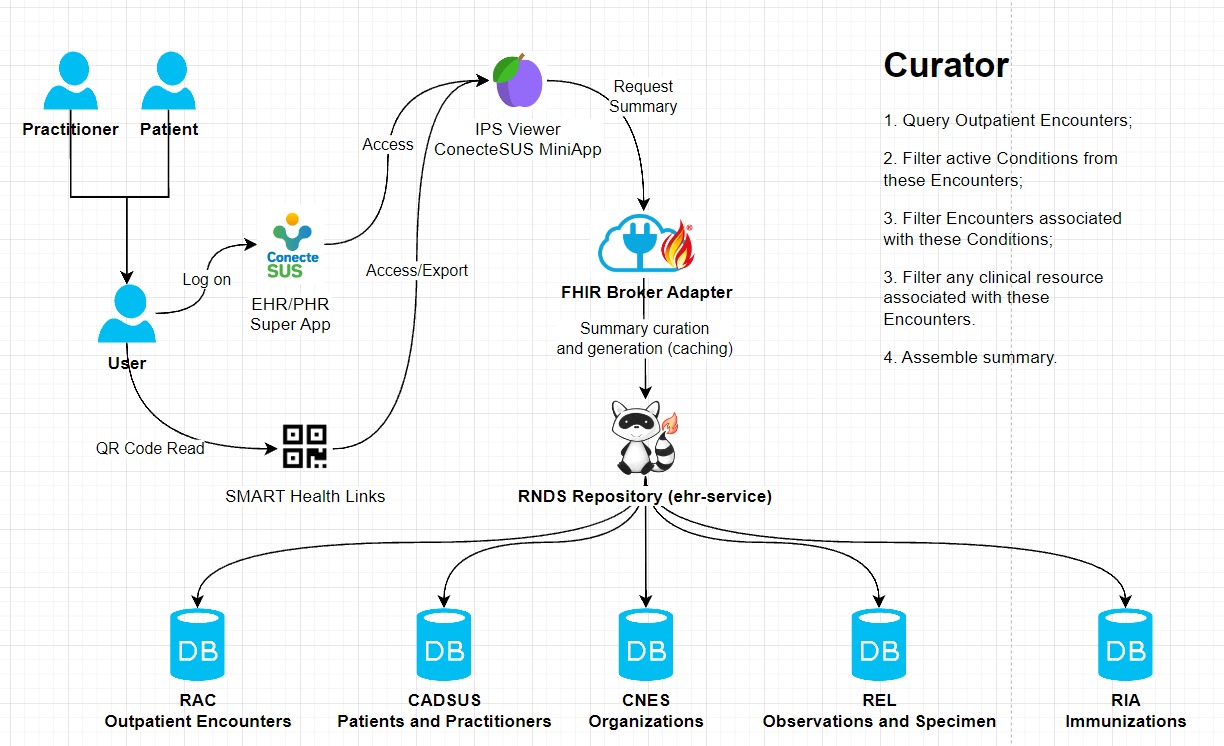 Practitioner
Patient
User
Log on
QR Code Read
Conecte
SUS
EHR/PHR
Super App
SMART Health Links
Access
Access/Export
IPS Viewer
ConecteSUS MiniApp
Request
Summary
®
FHIR Broker Adapter
Summary curation
and generation (caching)
RNDS Repository (ehr-service)
DB
RAC
Outpatient Encounters
DB
CADSUS
Patients and Practitioners
DB
CNES
Organizations
DB
REL
Observations and Specimen
DB
RIA
Immunizations
Curator
1. Query Outpatient Encounters;
2. Filter active Conditions from
these Encounters;
3. Filter Encounters associated
with these Conditions;
3. Filter any clinical resource
associated with these
Encounters.
4. Assemble summary.